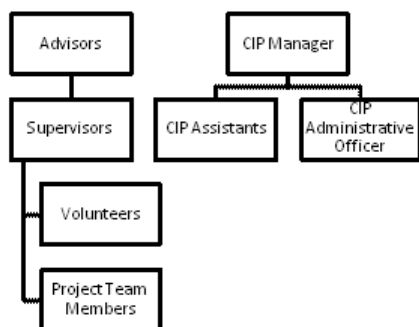 Advisors
CIP Manager
Supervisors
CIP Assistants
CIP
Administrative
Officer
Volunteers
Project Team
Members